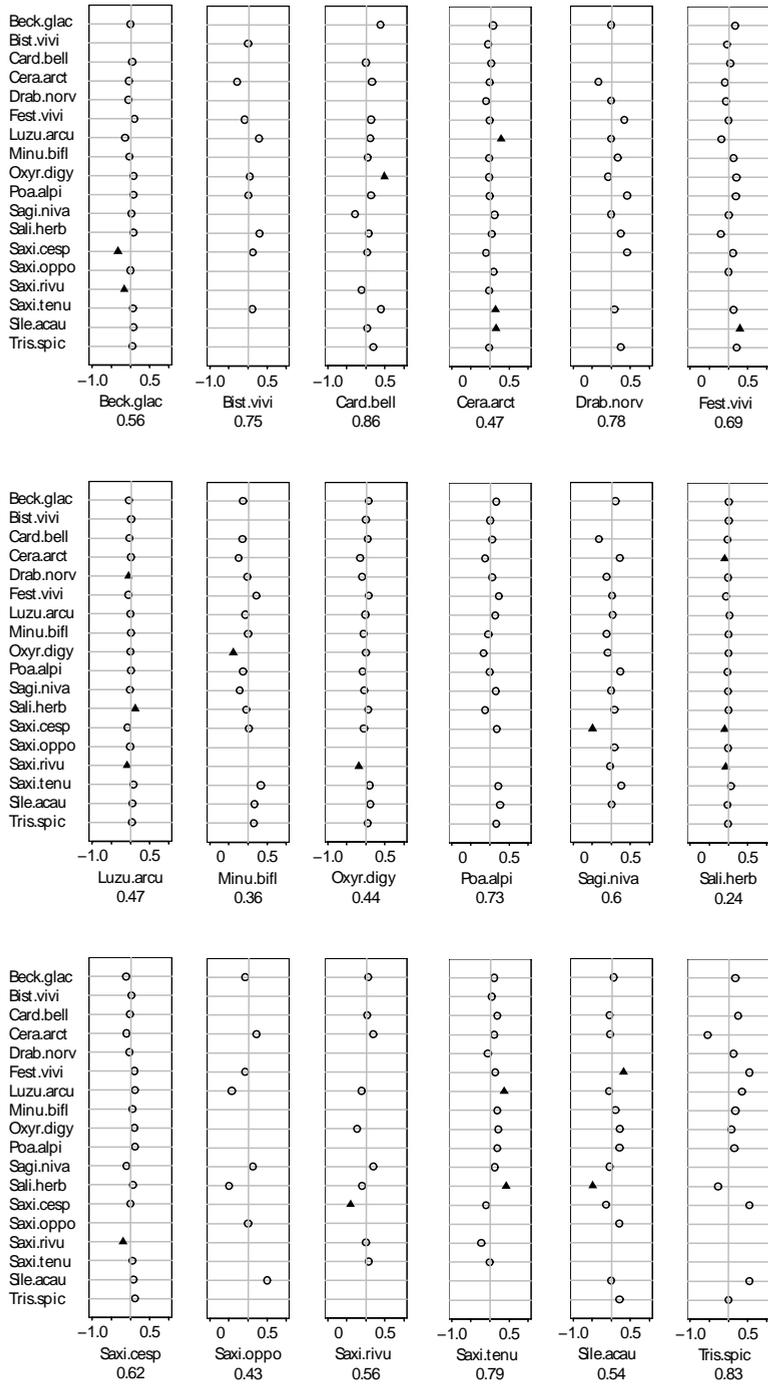 Beck.glac
Bist.vivi
Card.bell
Cera.arct
Drab.norv
Fest.vivi
Luzu.arcu
Minu.bifl
Oxyr.digy
Poa.alpi
Sagi.niva
Sali.herb
Saxi.cesp
Saxi.oppo
Saxi.rivu
Saxi.tenu
Sile.acau
Tris.spic
−1.0 0.5 −1.0 0.5 −1.0 0.5 0 0.5 0 0.5 0 0.5
Beck.glac Bist.vivi Card.bell Cera.arct Drab.norv Fest.vivi
0.56 0.75 0.86 0.47 0.78 0.69
Beck.glac
Bist.vivi
Card.bell
Cera.arct
Drab.norv
Fest.vivi
Luzu.arcu
Minu.bifl
Oxyr.digy
Poa.alpi
Sagi.niva
Sali.herb
Saxi.cesp
Saxi.oppo
Saxi.rivu
Saxi.tenu
Sile.acau
Tris.spic
−1.0 0.5 0 0.5 −1.0 0.5 0 0.5 0 0.5 0 0.5
Luzu.arcu Minu.bifl Oxyr.digy Poa.alpi Sagi.niva Sali.herb
0.47 0.36 0.44 0.73 0.6 0.24
Beck.glac
Bist.vivi
Card.bell
Cera.arct
Drab.norv
Fest.vivi
Luzu.arcu
Minu.bifl
Oxyr.digy
Poa.alpi
Sagi.niva
Sali.herb
Saxi.cesp
Saxi.oppo
Saxi.rivu
Saxi.tenu
Sile.acau
Tris.spic
−1.0 0.5 0 0.5 0 0.5 −1.0 0.5 −1.0 0.5 −1.0 0.5
Saxi.cesp Saxi.oppo Saxi.rivu Saxi.tenu Sile.acau Tris.spic
0.62 0.43 0.56 0.79 0.54 0.83